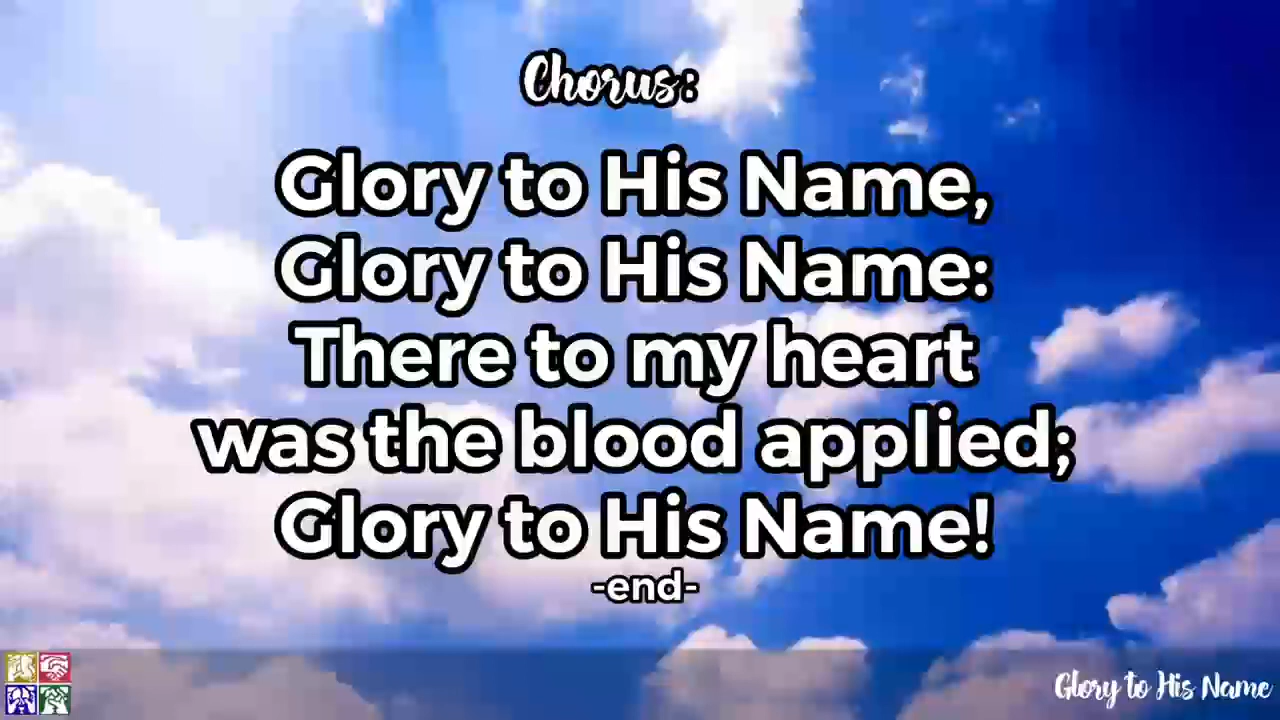 Chorus:
Glory to His Name,
Glory to His Name:
There to my heart
was the blood applied;
Glory to His Name!
-end-
Glory to His Name